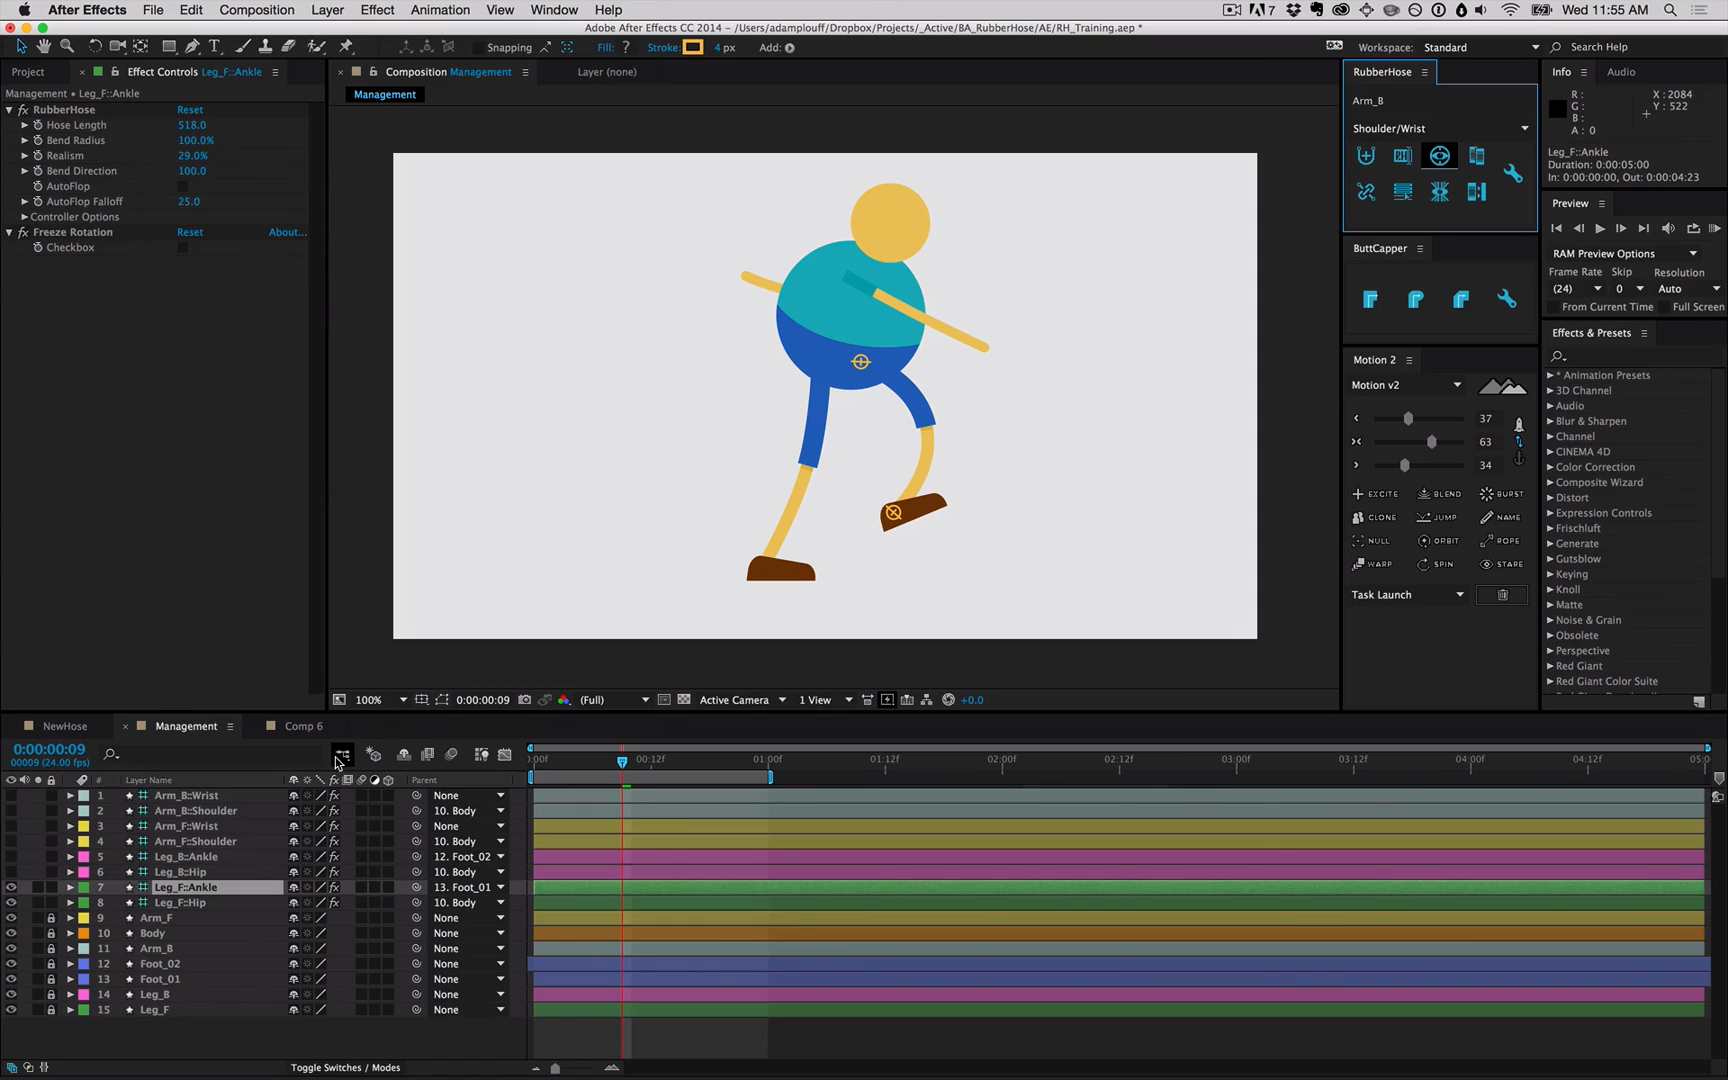 After Effects File Edit Composition Layer Effect Animation View Window Help 7 Wed 11:55 AM
Adobe After Effects CC 2014 - /Users/adamplouff/Dropbox/Projects/_Active/BA_RubberHose/AE/RH_Training.aep *
Snapping Fill: ? Stroke: 4 px Add: Workspace: Standard Search Help
Project Effect Controls Leg_F::Ankle
Management • Leg_F::Ankle
fx RubberHose Reset
Hose Length 518.0
Bend Radius 100.0%
Realism 29.0%
Bend Direction 100.0
AutoFlop
AutoFlop Falloff 25.0
Controller Options
fx Freeze Rotation Reset About...
Checkbox
Composition Management Layer (none)
Management
100% 0:00:00:09 (Full) Active Camera 1 View +0.0
RubberHose
Arm_B
Shoulder/Wrist
ButtCapper
Motion 2
Motion v2
37
63
34
EXCITE BLEND BURST
CLONE JUMP NAME
NULL ORBIT ROPE
WARP SPIN STARE
Task Launch
Info Audio
R: X : 2084
G: Y : 522
B:
A : 0
Leg_F::Ankle
Duration: 0:00:05:00
In: 0:00:00:00, Out: 0:00:04:23
Preview
RAM Preview Options
Frame Rate Skip Resolution
(24) 0 Auto
From Current Time Full Screen
Effects & Presets
* Animation Presets
3D Channel
Audio
Blur & Sharpen
Channel
CINEMA 4D
Color Correction
Composite Wizard
Distort
Expression Controls
Frischluft
Generate
Gutsblow
Keying
Knoll
Matte
Noise & Grain
Obsolete
Perspective
Red Giant
Red Giant Color Suite
NewHose Management Comp 6
0:00:00:09
00009 (24.00 fps)
:00f 00:12f 01:00f 01:12f 02:00f 02:12f 03:00f 03:12f 04:00f 04:12f 05:0
# Layer Name fx Parent
1 Arm_B::Wrist fx None
2 Arm_B::Shoulder fx 10. Body
3 Arm_F::Wrist fx None
4 Arm_F::Shoulder fx 10. Body
5 Leg_B::Ankle fx 12. Foot_02
6 Leg_B::Hip fx 10. Body
7 Leg_F::Ankle fx 13. Foot_01
8 Leg_F::Hip fx 10. Body
9 Arm_F None
10 Body None
11 Arm_B None
12 Foot_02 None
13 Foot_01 None
14 Leg_B None
15 Leg_F None
Toggle Switches / Modes